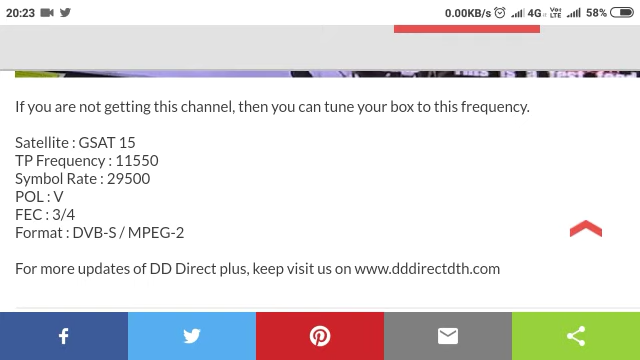 20:23
0.00KB/s 4G Vo LTE 58%
If you are not getting this channel, then you can tune your box to this frequency.
Satellite : GSAT 15
TP Frequency : 11550
Symbol Rate : 29500
POL : V
FEC : 3/4
Format : DVB-S / MPEG-2
For more updates of DD Direct plus, keep visit us on www.dddirectdth.com